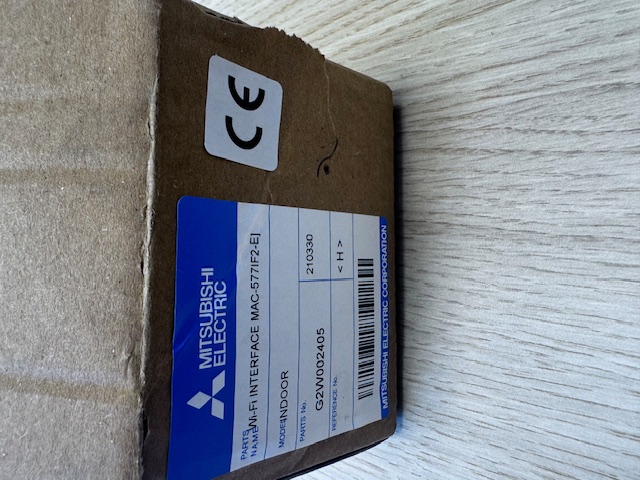 CE
MITSUBISHI
ELECTRIC
PARTS NAME Wi-Fi INTERFACE MAC-577IF2-E]
MODEL INDOOR
PARTS No. 210330
G2W002405 < H >
REFERENCE No.
MITSUBISHI ELECTRIC CORPORATION